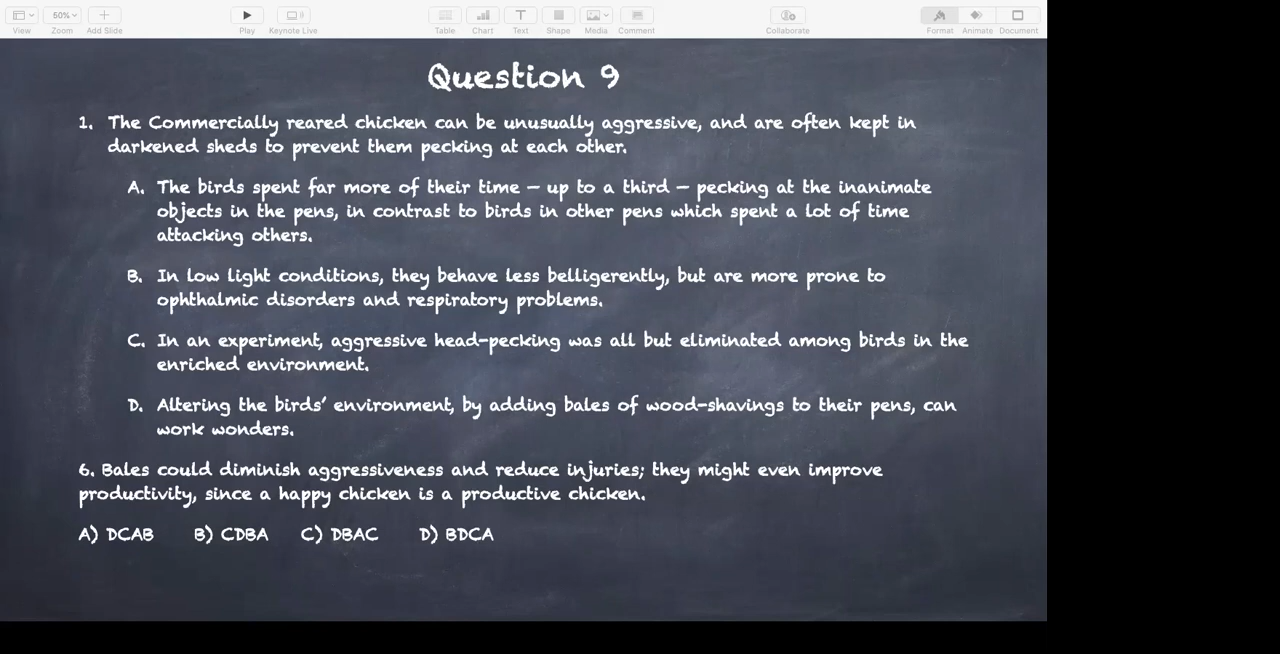 50%
View
Zoom
Add Slide
Play
Keynote Live
Table
Chart
Text
Shape
Media
Comment
Collaborate
Format
Animate
Document
Question 9
1. The Commercially reared chicken can be unusually aggressive, and are often kept in
darkened sheds to prevent them pecking at each other.
A. The birds spent far more of their time – up to a third – pecking at the inanimate
objects in the pens, in contrast to birds in other pens which spent a lot of time
attacking others.
B. In low light conditions, they behave less belligerently, but are more prone to
ophthalmic disorders and respiratory problems.
C. In an experiment, aggressive head-pecking was all but eliminated among birds in the
enriched environment.
D. Altering the birds’ environment, by adding bales of wood-shavings to their pens, can
work wonders.
6. Bales could diminish aggressiveness and reduce injuries; they might even improve
productivity, since a happy chicken is a productive chicken.
A) DCAB B) CDBA C) DBAC D) BDCA